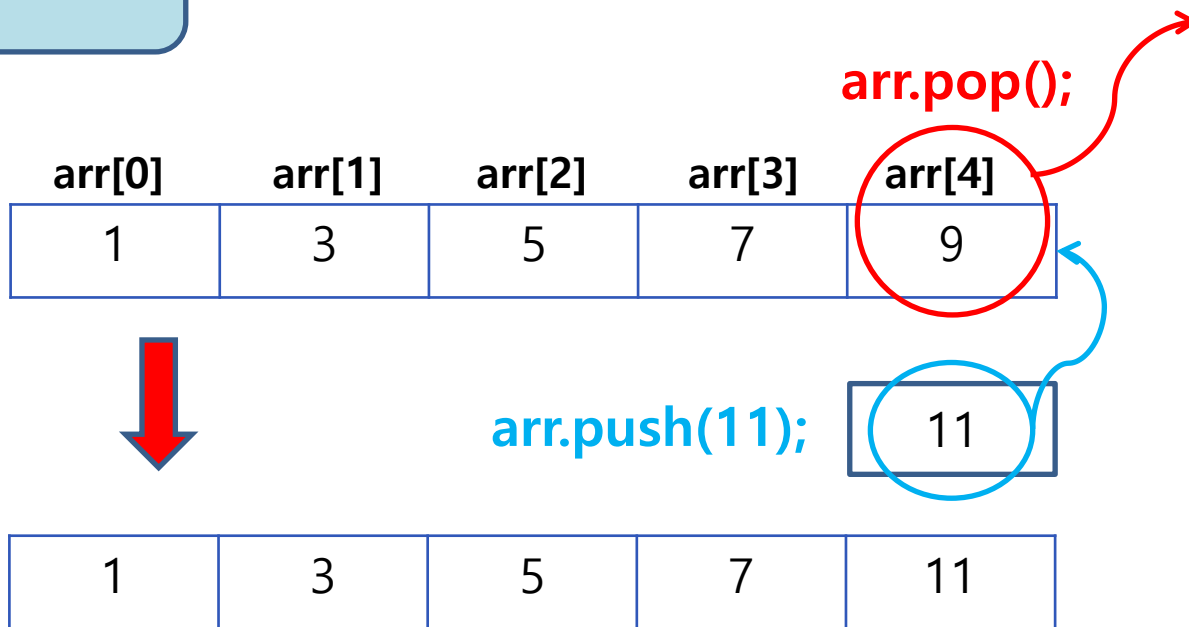 arr.pop();
arr[0] arr[1] arr[2] arr[3] arr[4]
1 3 5 7 9
arr.push(11); 11
1 3 5 7 11